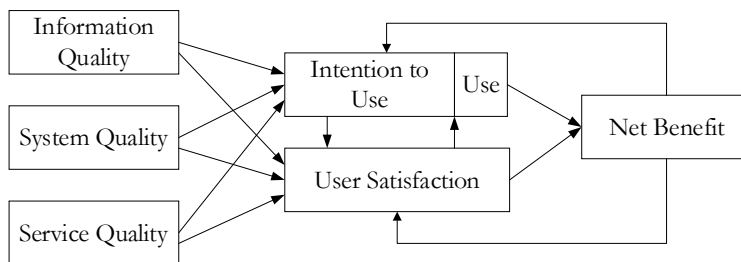 Information
Quality
System Quality
Service Quality
Intention to
Use
Use
User Satisfaction
Net Benefit